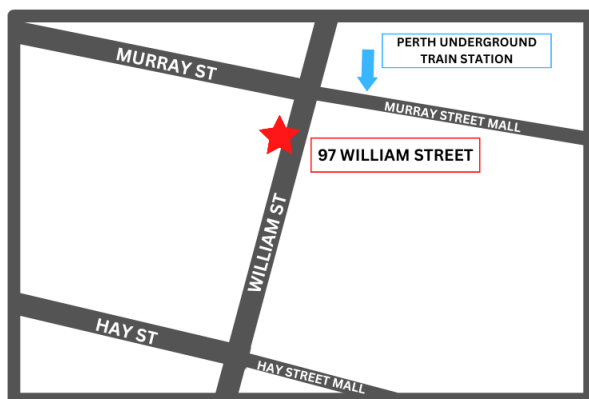 PERTH UNDERGROUND
TRAIN STATION
MURRAY ST
MURRAY STREET MALL
97 WILLIAM STREET
WILLIAM ST
HAY ST
HAY STREET MALL